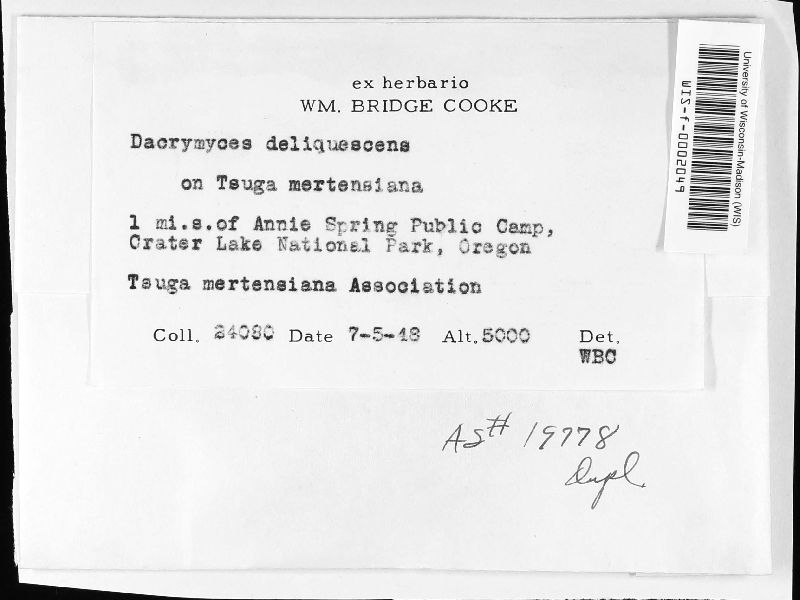 ex herbario
WM. BRIDGE COOKE
Dacrymyces deliquescens
on Tsuga mertensiana
1 mi.s.of Annie Spring Public Camp,
Crater Lake National Park, Oregon
Tsuga mertensiana Association
Coll. 24080 Date 7-5-48 Alt. 5000 Det.
WBC
AS# 19778
Dupl.
University of Wisconsin-Madison (WIS)
WIS-f-0002049